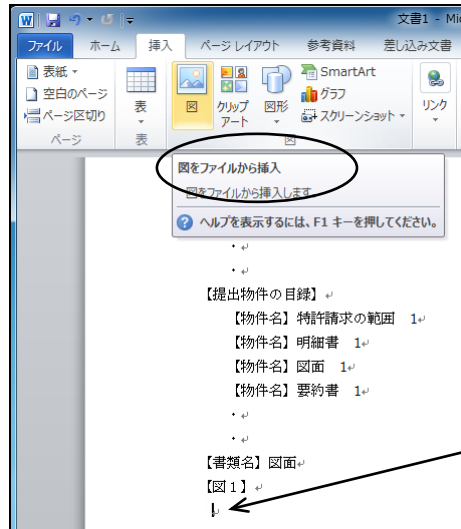 文書1 - Mi
ファイル ホーム 挿入 ページ レイアウト 参考資料 差し込み文書
表紙
空白のページ
ページ区切り
ページ
表
表
図
クリップ
アート
図形
SmartArt
グラフ
スクリーンショット
図
リンク
図をファイルから挿入
図をファイルから挿入します。
ヘルプを表示するには、F1 キーを押してください。
・
・
【提出物件の目録】
【物件名】特許請求の範囲 1
【物件名】明細書 1
【物件名】図面 1
【物件名】要約書 1
・
・
【書類名】図面
【図1】